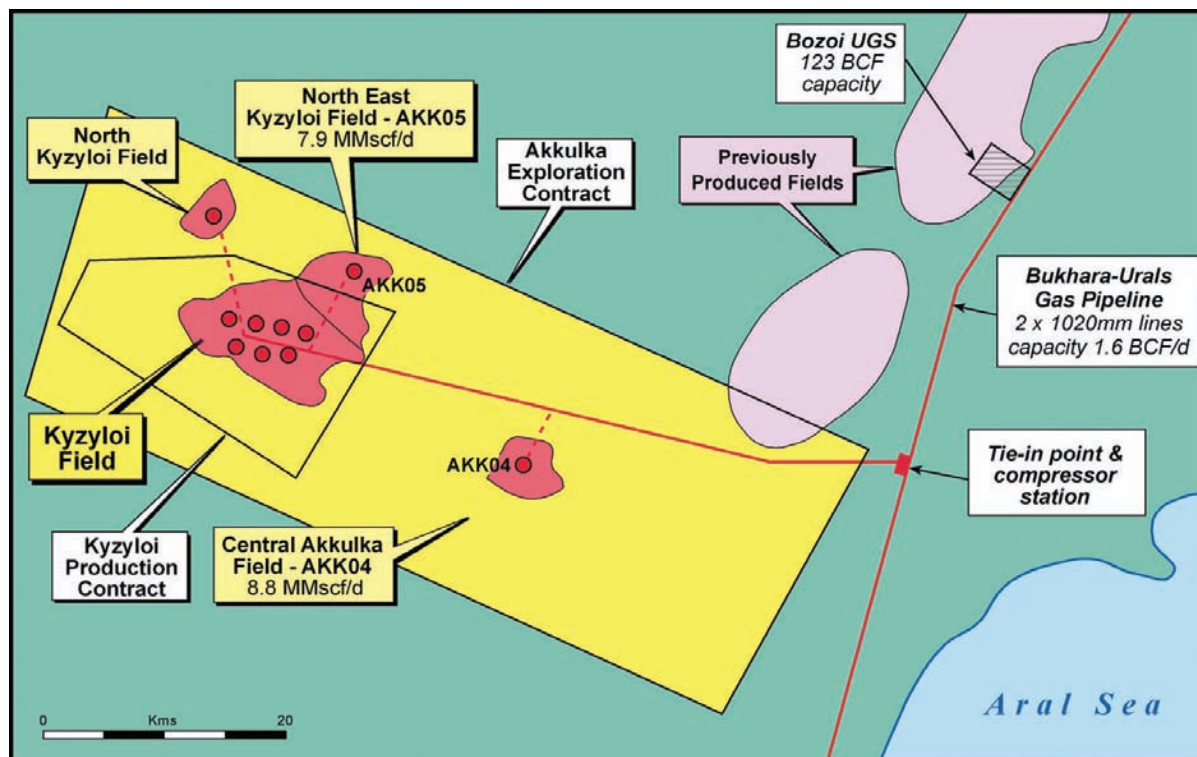 Bozoi UGS
123 BCF
capacity
North East
Kyzyloi Field - AKK05
7.9 MMscf/d
North
Kyzyloi Field
Akkulka
Exploration
Contract
Previously
Produced Fields
AKK05
Bukhara-Urals
Gas Pipeline
2 x 1020mm lines
capacity 1.6 BCF/d
Kyzyloi
Field
AKK04
Tie-in point &
compressor
station
Kyzyloi
Production
Contract
Central Akkulka
Field - AKK04
8.8 MMscf/d
Aral Sea
0 Kms 20